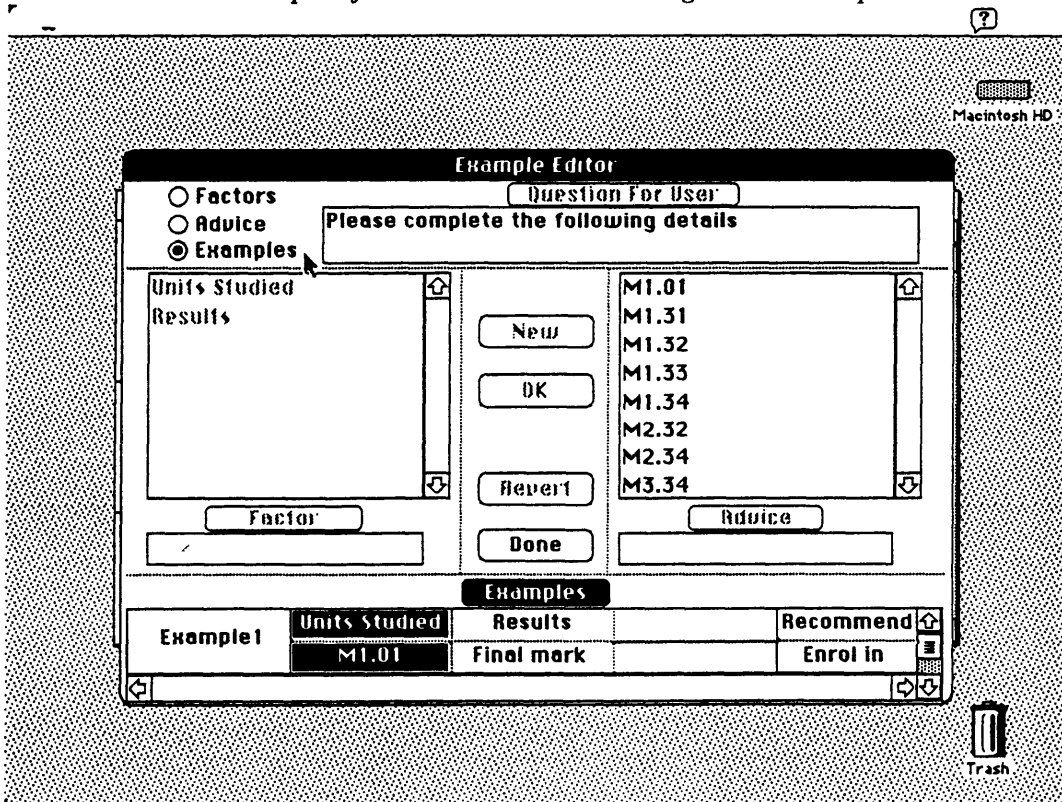 ?
Macintosh HD
Example Editor
Factors
Advice
Examples
Question For User
Please complete the following details
Units Studied
Results
New
OK
Revert
Done
M1.01
M1.31
M1.32
M1.33
M1.34
M2.32
M2.34
M3.34
Factor
Advice
Examples
Example1
Units Studied
Results
Recommend
M1.01
Final mark
Enrol in
Trash